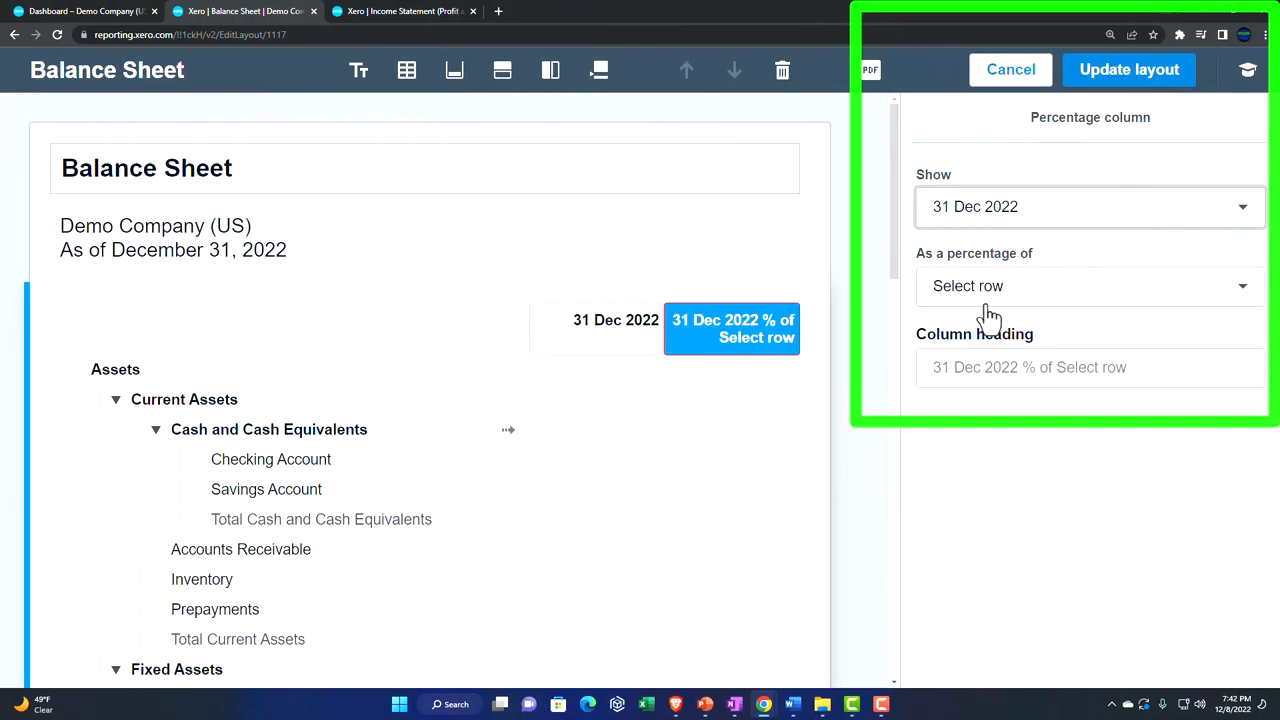 Dashboard – Demo Company (U
Xero | Balance Sheet | Demo Con
Xero | Income Statement (Profit a
reporting.xero.com/!I1ckH/v2/EditLayout/1117
Balance Sheet
Tr
PDF
Cancel
Update layout
Percentage column
Show
31 Dec 2022
As a percentage of
Select row
Column heading
31 Dec 2022 % of Select row
Balance Sheet
Demo Company (US)
As of December 31, 2022
31 Dec 2022
31 Dec 2022 % of
Select row
Assets
Current Assets
Cash and Cash Equivalents
Checking Account
Savings Account
Total Cash and Cash Equivalents
Accounts Receivable
Inventory
Prepayments
Total Current Assets
Fixed Assets
49°F
Clear
Search
7:42 PM
12/8/2022